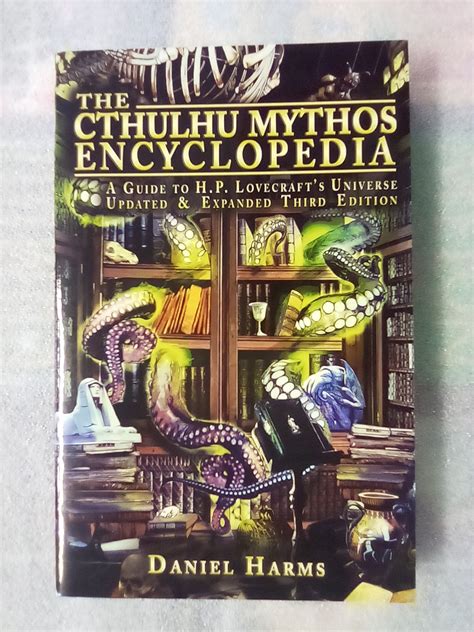 THE
CTHULHU MYTHOS
ENCYCLOPEDIA
A GUIDE TO H.P. LOVECRAFT'S UNIVERSE
UPDATED & EXPANDED THIRD EDITION
DANIEL HARMS